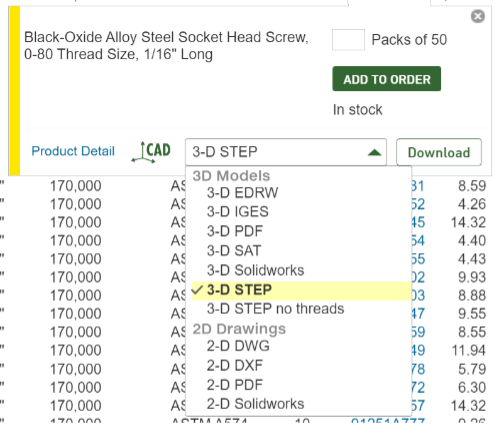 Black-Oxide Alloy Steel Socket Head Screw,
0-80 Thread Size, 1/16" Long
Packs of 50
ADD TO ORDER
In stock
Product Detail
CAD
3-D STEP
Download
3D Models
3-D EDRW
3-D IGES
3-D PDF
3-D SAT
3-D Solidworks
3-D STEP
3-D STEP no threads
2D Drawings
2-D DWG
2-D DXF
2-D PDF
2-D Solidworks
" 170,000 AS 31 8.59
" 170,000 AS 52 4.26
" 170,000 AS 45 14.32
" 170,000 AS 54 4.40
" 170,000 AS 55 4.43
" 170,000 AS 02 9.93
" 170,000 AS 03 8.88
" 170,000 AS 47 9.55
" 170,000 AS 59 8.55
" 170,000 AS 49 11.94
" 170,000 AS 78 5.79
" 170,000 AS 72 6.30
" 170,000 AS 57 14.32
" 170,000 ASTM A574 10 91251A777 9.26